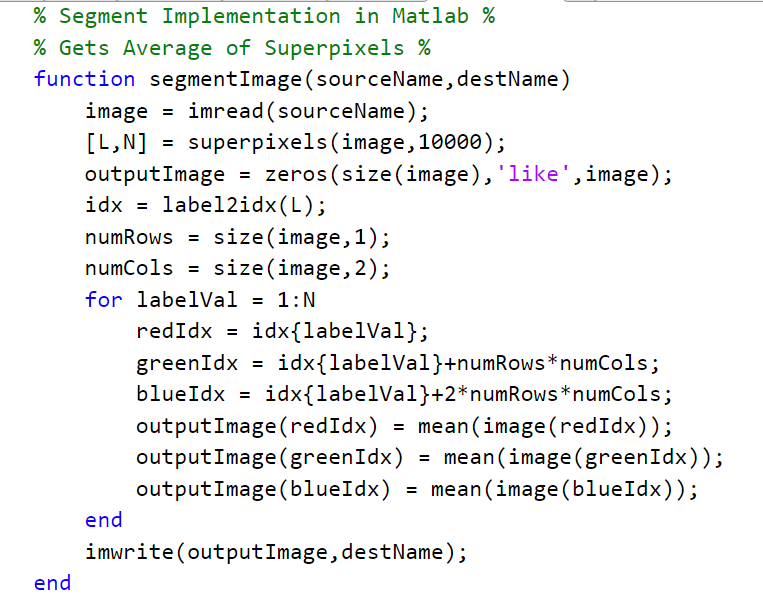 % Segment Implementation in Matlab %
% Gets Average of Superpixels %
function segmentImage(sourceName,destName)
    image = imread(sourceName);
    [L,N] = superpixels(image,10000);
    outputImage = zeros(size(image),'like',image);
    idx = label2idx(L);
    numRows = size(image,1);
    numCols = size(image,2);
    for labelVal = 1:N
        redIdx = idx{labelVal};
        greenIdx = idx{labelVal}+numRows*numCols;
        blueIdx = idx{labelVal}+2*numRows*numCols;
        outputImage(redIdx) = mean(image(redIdx));
        outputImage(greenIdx) = mean(image(greenIdx));
        outputImage(blueIdx) = mean(image(blueIdx));
    end
    imwrite(outputImage,destName);
end